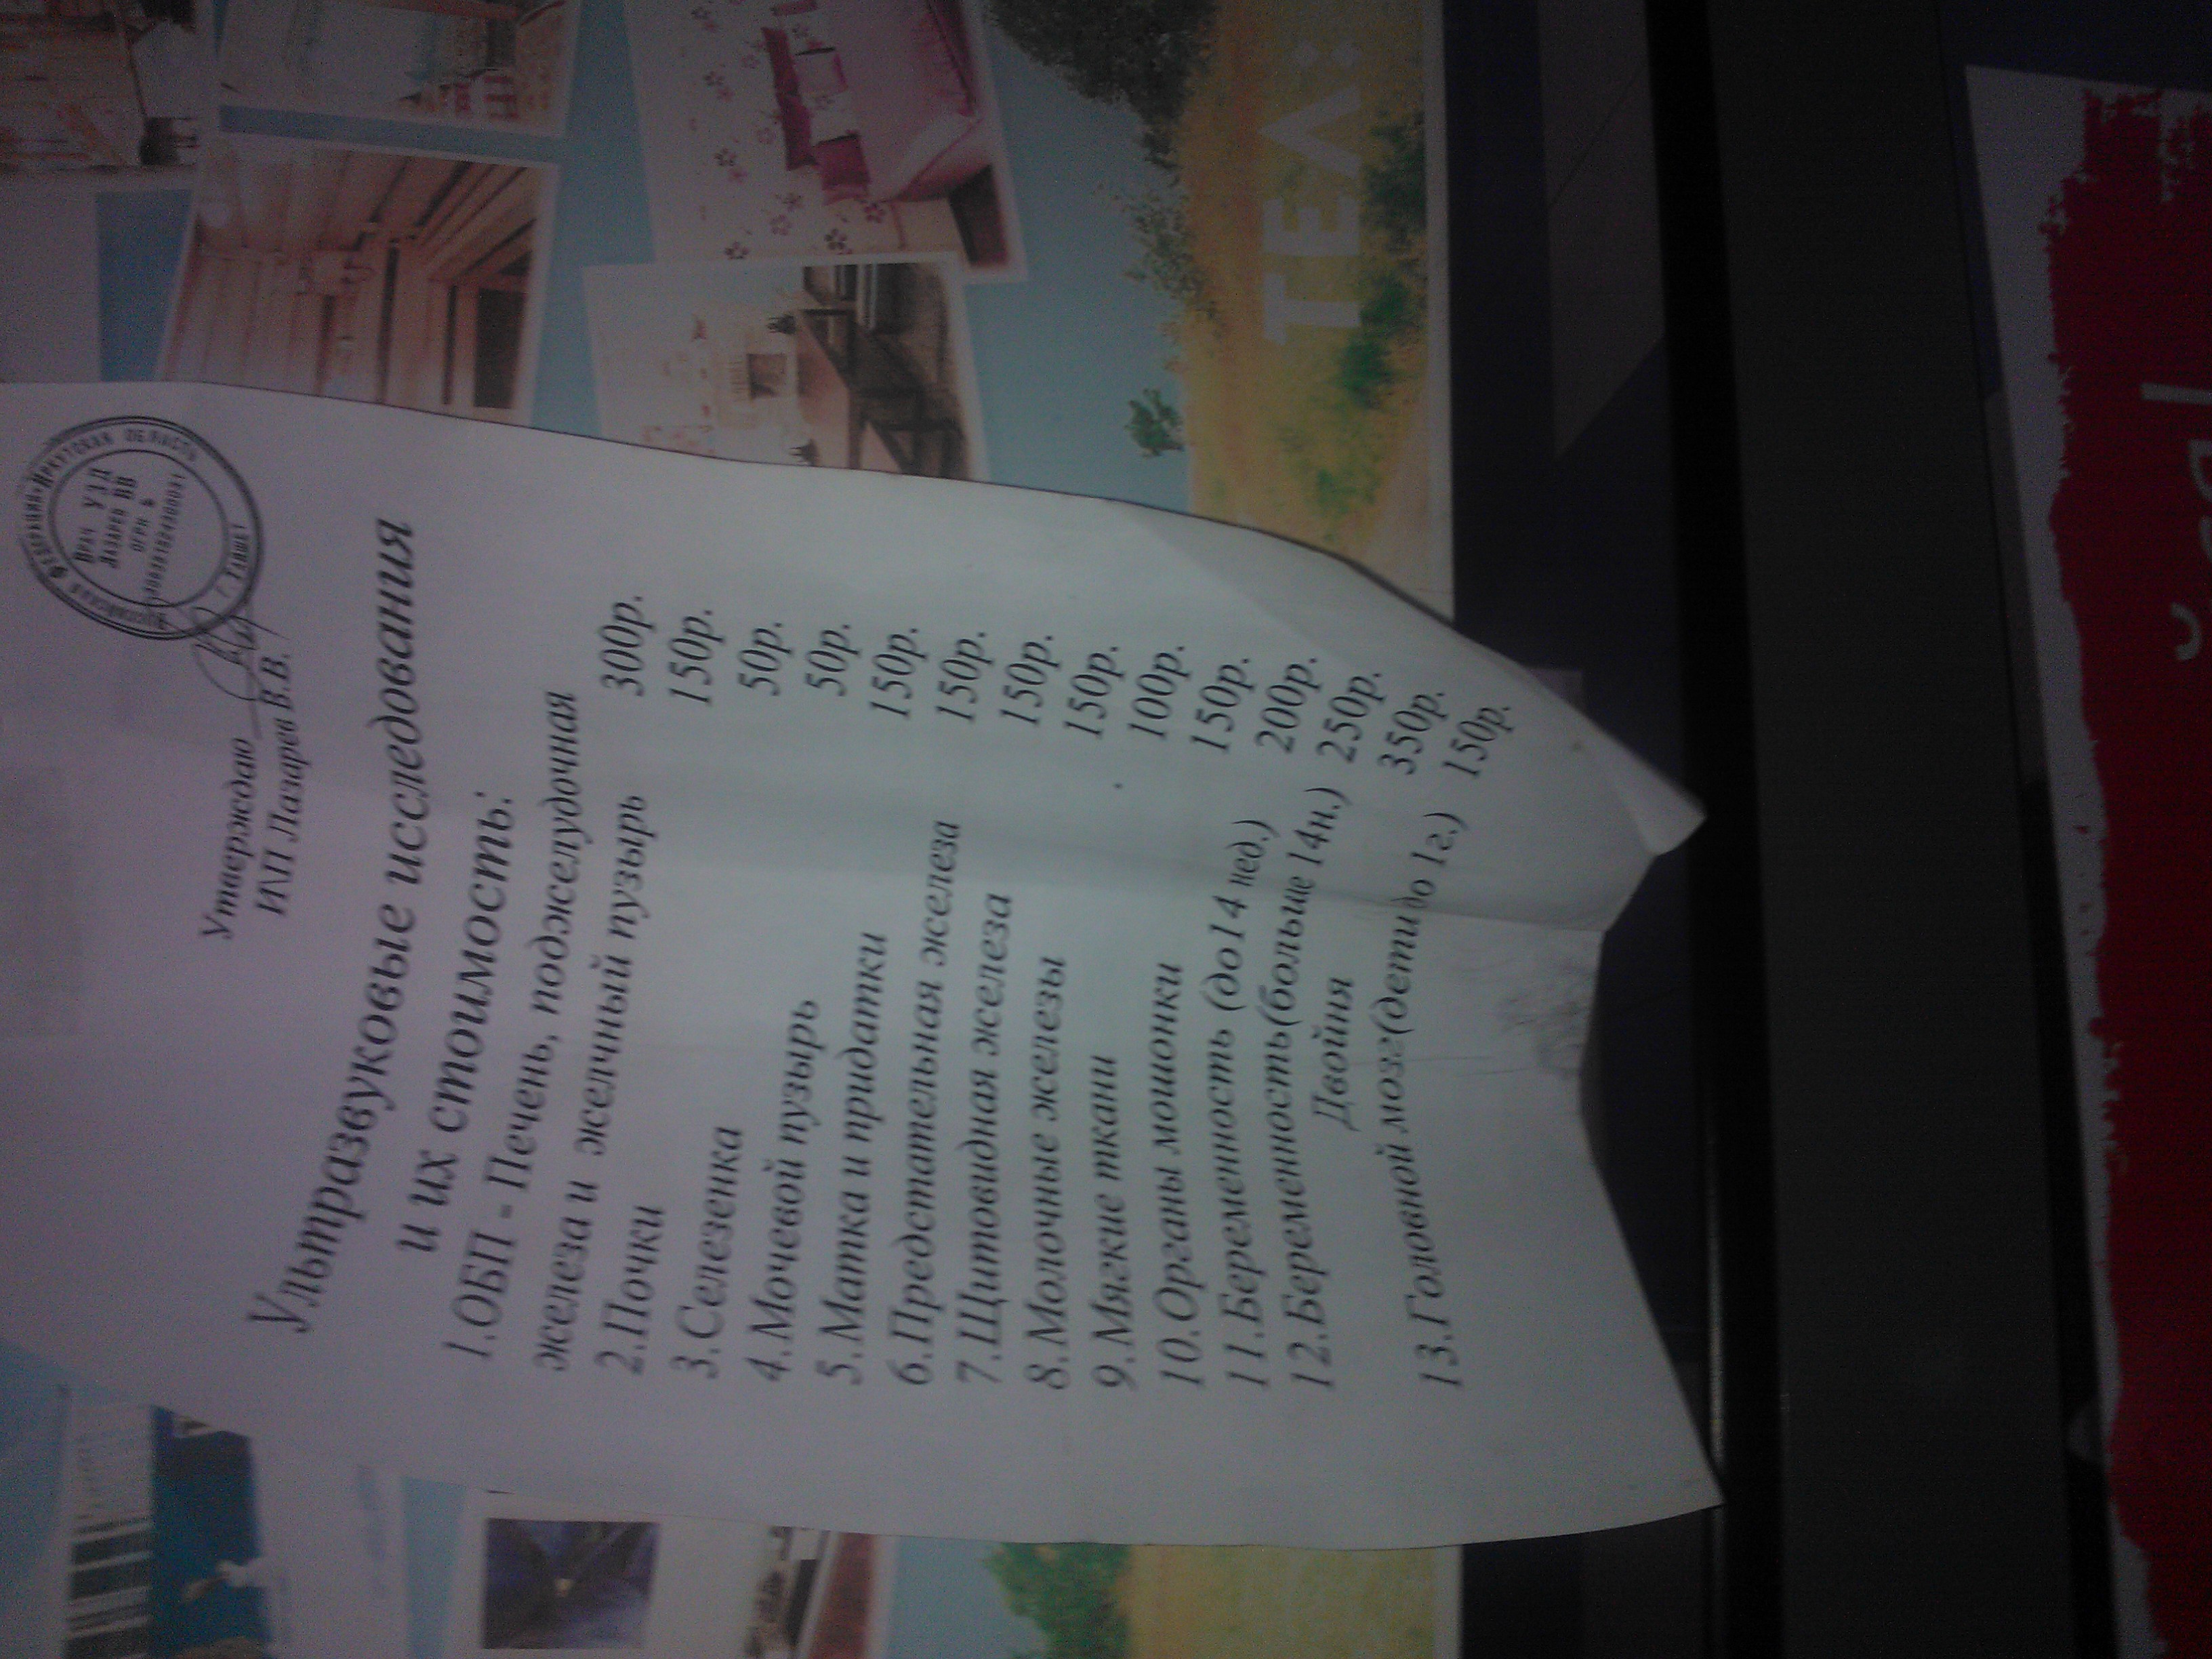 РОССИЙСКАЯ ФЕДЕРАЦИЯ • ИРКУТСКАЯ ОБЛАСТЬ
ВРАЧ УЗД
ЛАЗАРЕВ ВВ
ОГРН
г. ТАЙШЕТ
Утверждаю
И\П Лазарев В.В.
Ультразвуковые исследования
и их стоимость:
1.ОБП - Печень, поджелудочная
железа и желчный пузырь 300р.
2.Почки 150р.
3.Селезенка 50р.
4.Мочевой пузырь 50р.
5.Матка и придатки 150р.
6.Предстательная железа 150р.
7.Щитовидная железа 150р.
8.Молочные железы 150р.
9.Мягкие ткани 100р.
10.Органы мошонки 150р.
11.Беременность (до14 нед.) 200р.
12.Беременность(больше 14н.) 250р.
Двойня 350р.
13.Головной мозг(дети до 1г.) 150р.
ТЕЛ: